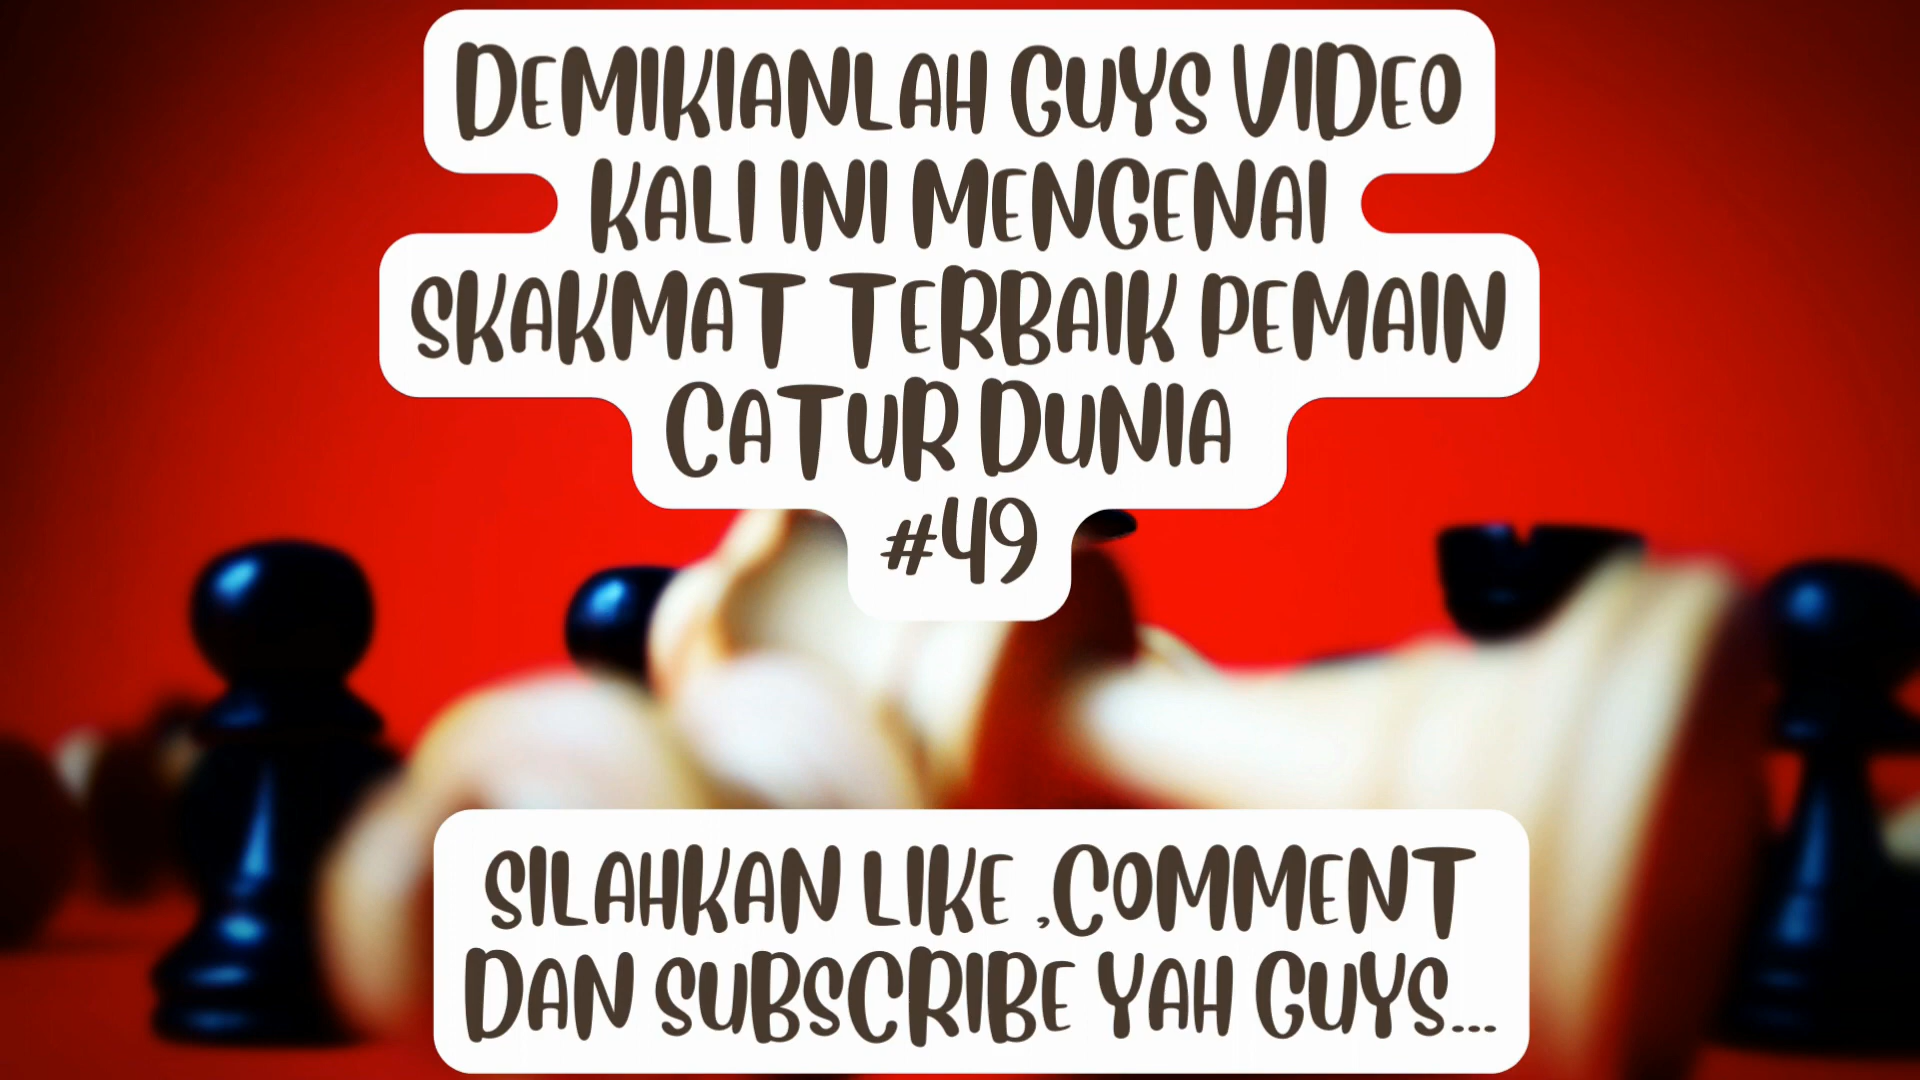 DEMIKIANLAH GUYS VIDEO
KALI INI MENGENAI
SKAKMAT TERBAIK PEMAIN
CATUR DUNIA
#49
SILAHKAN LIKE ,COMMENT
DAN SUBSCRIBE YAH GUYS...